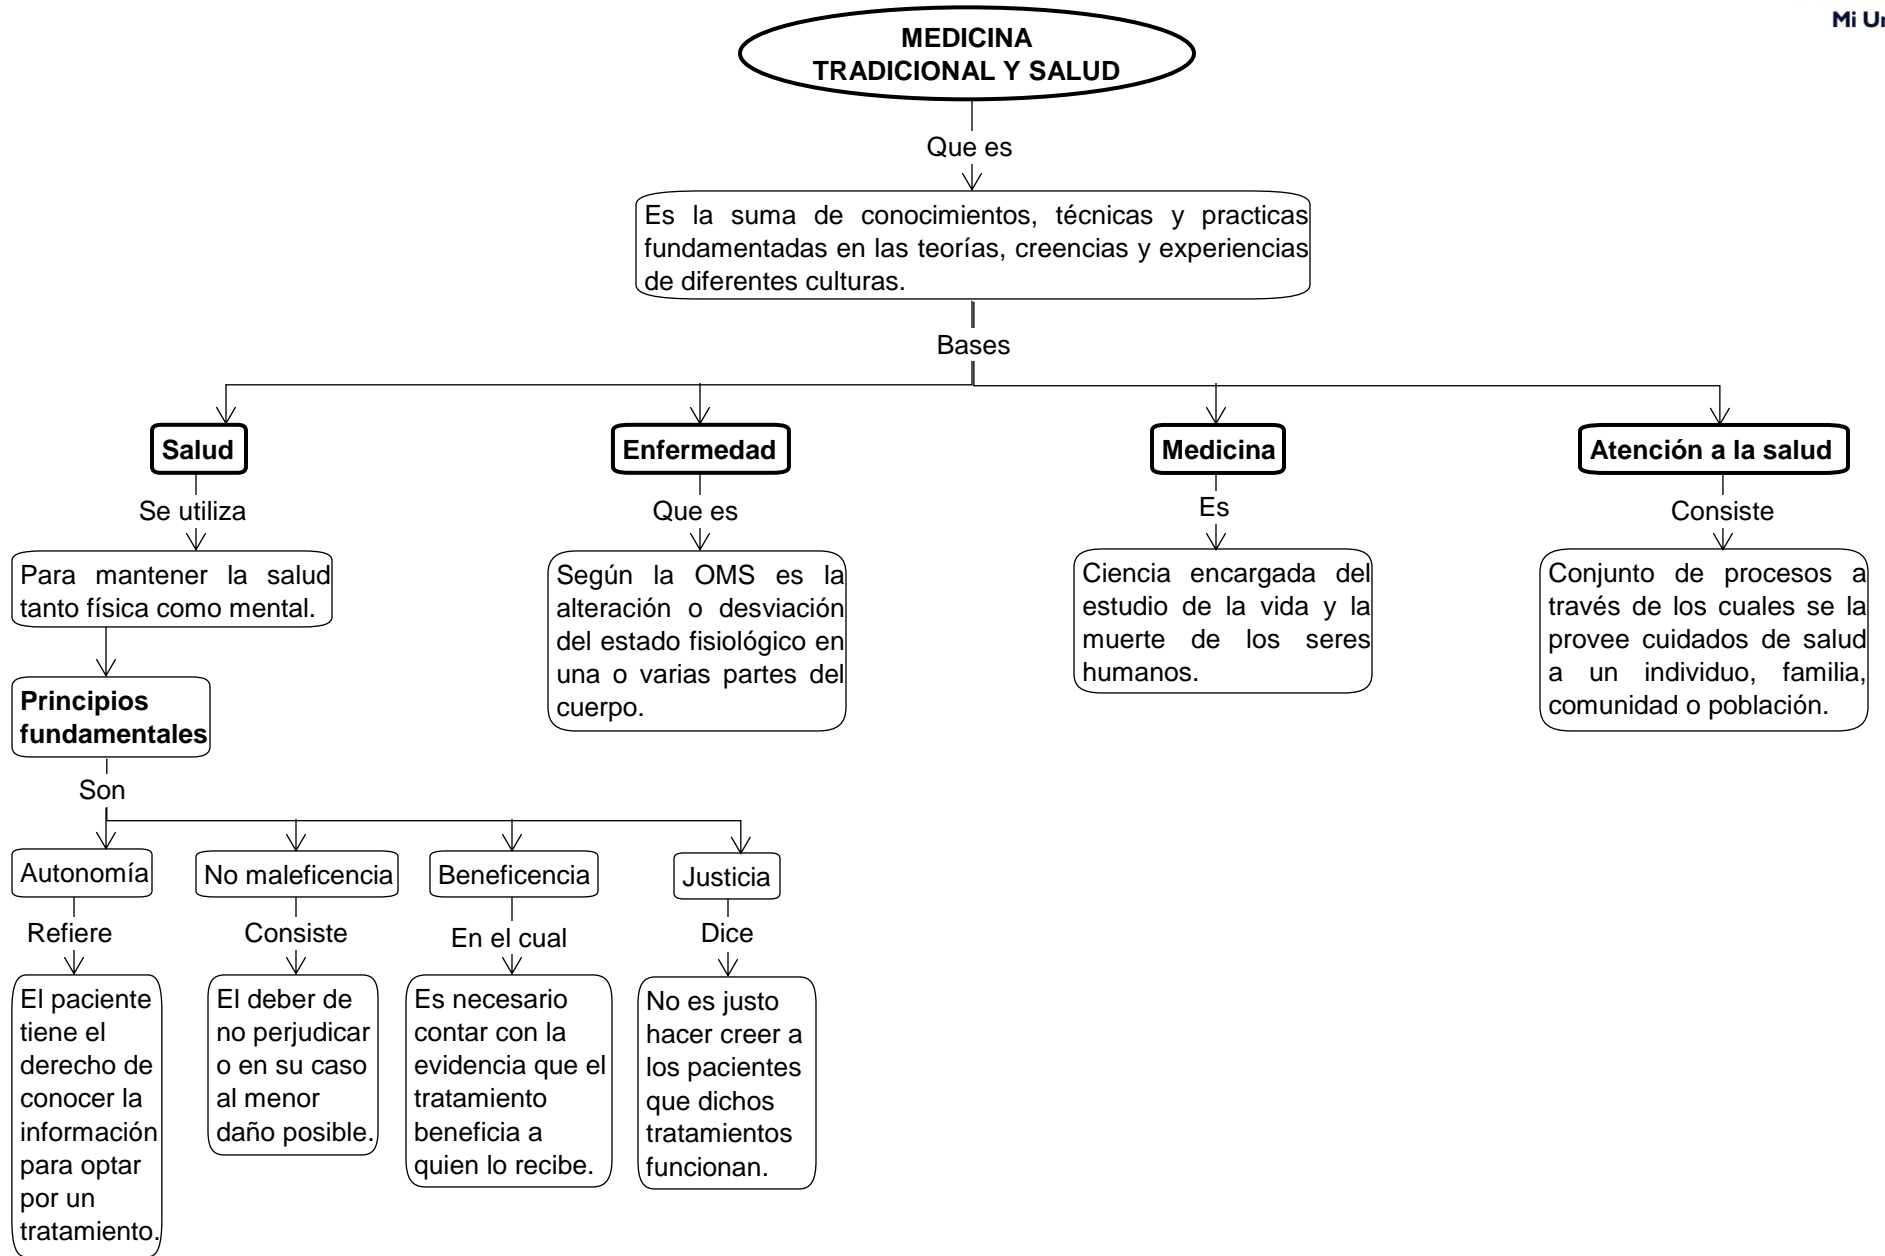 Mi Ur
MEDICINA
TRADICIONAL Y SALUD
Que es
Es la suma de conocimientos, técnicas y practicas
fundamentadas en las teorías, creencias y experiencias
de diferentes culturas.
Bases
Salud
Se utiliza
Para mantener la salud
tanto física como mental.
Principios
fundamentales
Son
Autonomía
Refiere
El paciente
tiene el
derecho de
conocer la
información
para optar
por un
tratamiento.
No maleficencia
Consiste
El deber de
no perjudicar
o en su caso
al menor
daño posible.
Beneficencia
En el cual
Es necesario
contar con la
evidencia que el
tratamiento
beneficia a
quien lo recibe.
Justicia
Dice
No es justo
hacer creer a
los pacientes
que dichos
tratamientos
funcionan.
Enfermedad
Que es
Según la OMS es la
alteración o desviación
del estado fisiológico en
una o varias partes del
cuerpo.
Medicina
Es
Ciencia encargada del
estudio de la vida y la
muerte de los seres
humanos.
Atención a la salud
Consiste
Conjunto de procesos a
través de los cuales se la
provee cuidados de salud
a un individuo, familia,
comunidad o población.